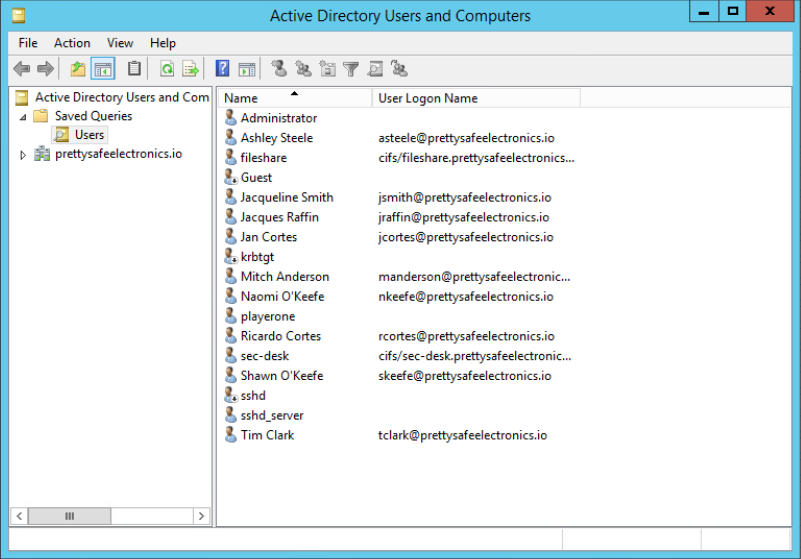 Active Directory Users and Computers
File Action View Help
Active Directory Users and Com
Saved Queries
Users
prettysafeelectronics.io
Name User Logon Name
Administrator
Ashley Steele asteele@prettysafeelectronics.io
fileshare cifs/fileshare.prettysafeelectronics...
Guest
Jacqueline Smith jsmith@prettysafeelectronics.io
Jacques Raffin jraffin@prettysafeelectronics.io
Jan Cortes jcortes@prettysafeelectronics.io
krbtgt
Mitch Anderson manderson@prettysafeelectronic...
Naomi O'Keefe nkeefe@prettysafeelectronics.io
playerone
Ricardo Cortes rcortes@prettysafeelectronics.io
sec-desk cifs/sec-desk.prettysafeelectronic...
Shawn O'Keefe skeefe@prettysafeelectronics.io
sshd
sshd_server
Tim Clark tclark@prettysafeelectronics.io